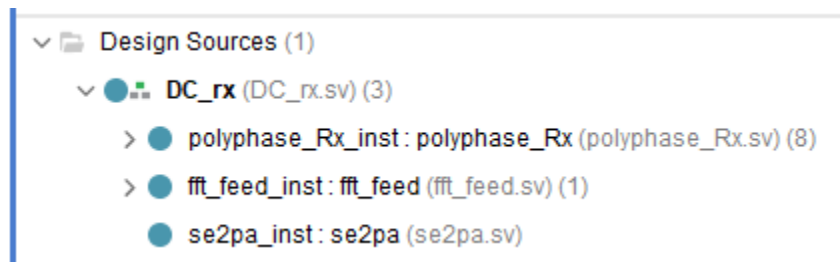 Design Sources (1)
DC_rx (DC_rx.sv) (3)
polyphase_Rx_inst : polyphase_Rx (polyphase_Rx.sv) (8)
fft_feed_inst : fft_feed (fft_feed.sv) (1)
se2pa_inst : se2pa (se2pa.sv)